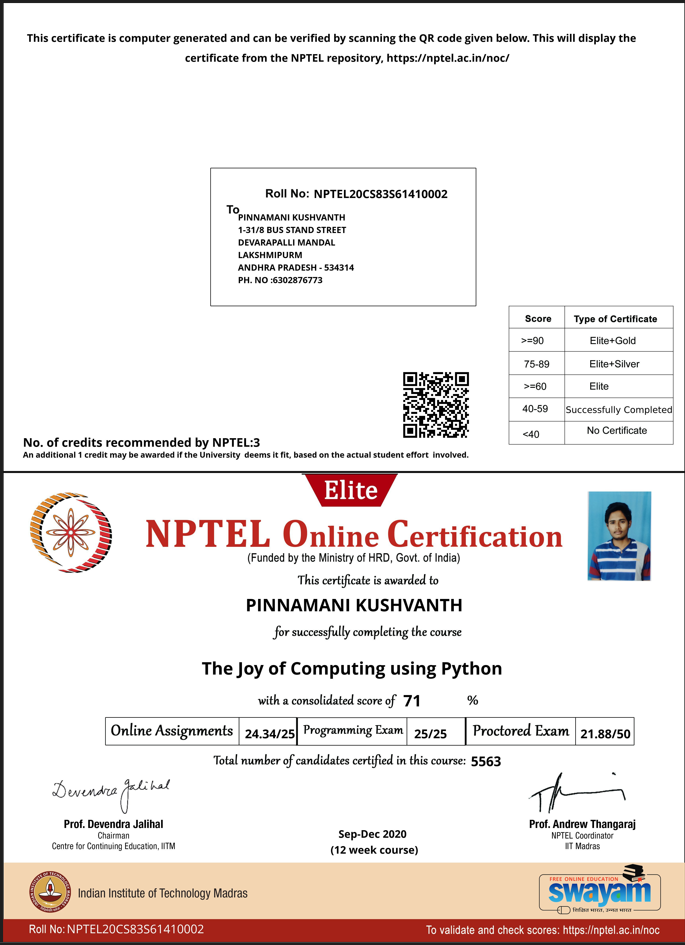 This certificate is computer generated and can be verified by scanning the QR code given below. This will display the
certificate from the NPTEL repository, https://nptel.ac.in/noc/
Roll No: NPTEL20CS83S61410002
To
PINNAMANI KUSHVANTH
1-31/8 BUS STAND STREET
DEVARAPALLI MANDAL
LAKSHMIPURM
ANDHRA PRADESH - 534314
PH. NO :6302876773
Score Type of Certificate
>=90 Elite+Gold
75-89 Elite+Silver
>=60 Elite
40-59 Successfully Completed
<40 No Certificate
No. of credits recommended by NPTEL:3
An additional 1 credit may be awarded if the University deems it fit, based on the actual student effort involved.
Elite
NPTEL Online Certification
(Funded by the Ministry of HRD, Govt. of India)
This certificate is awarded to
PINNAMANI KUSHVANTH
for successfully completing the course
The Joy of Computing using Python
with a consolidated score of 71 %
Online Assignments 24.34/25 Programming Exam 25/25 Proctored Exam 21.88/50
Total number of candidates certified in this course: 5563
Devendra Jalihal
Prof. Devendra Jalihal
Chairman
Centre for Continuing Education, IITM
Sep-Dec 2020
(12 week course)
Prof. Andrew Thangaraj
NPTEL Coordinator
IIT Madras
Indian Institute of Technology Madras
FREE ONLINE EDUCATION
swayam
शिक्षित भारत, उन्नत भारत
Roll No: NPTEL20CS83S61410002
To validate and check scores: https://nptel.ac.in/noc